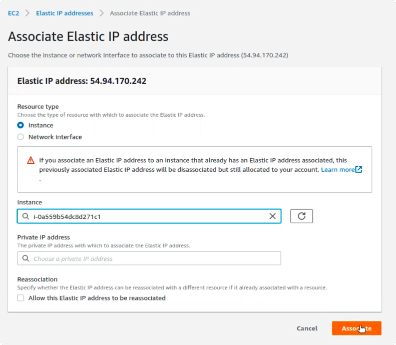 EC2 > Elastic IP addresses > Associate Elastic IP address
Associate Elastic IP address
Choose the instance or network interface to associate to this Elastic IP address (54.94.170.242)
Elastic IP address: 54.94.170.242
Resource type
Choose the type of resource with which to associate the Elastic IP address.
Instance
Network interface
If you associate an Elastic IP address to an instance that already has an Elastic IP address associated, this
previously associated Elastic IP address will be disassociated but still allocated to your account. Learn more
.
Instance
i-0a559b54dc8d271c1
Private IP address
The private IP address with which to associate the Elastic IP address.
Choose a private IP address
Reassociation
Specify whether the Elastic IP address can be reassociated with a different resource if it already associated with a resource.
Allow this Elastic IP address to be reassociated
Cancel Associate